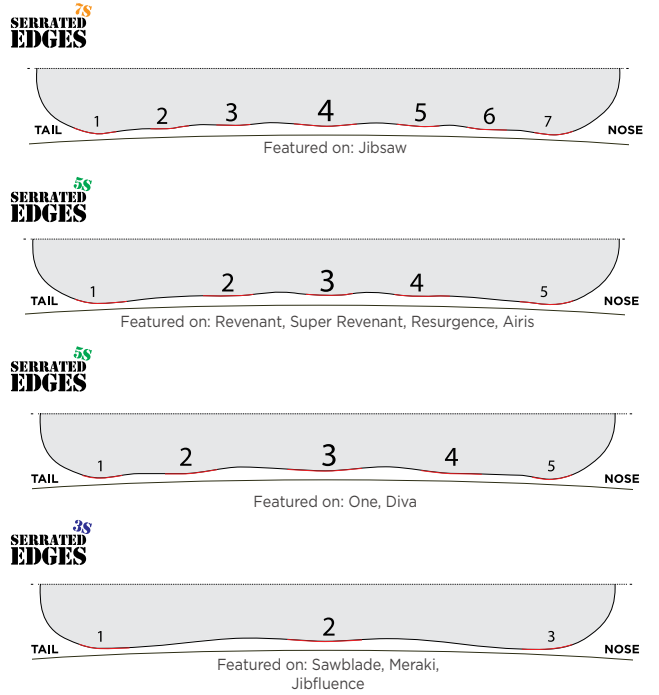 7S
SERRATED
EDGES
1 2 3 4 5 6 7
TAIL NOSE
Featured on: Jibsaw
5S
SERRATED
EDGES
1 2 3 4 5
TAIL NOSE
Featured on: Revenant, Super Revenant, Resurgence, Airis
5S
SERRATED
EDGES
1 2 3 4 5
TAIL NOSE
Featured on: One, Diva
3S
SERRATED
EDGES
1 2 3
TAIL NOSE
Featured on: Sawblade, Meraki,
Jibfluence